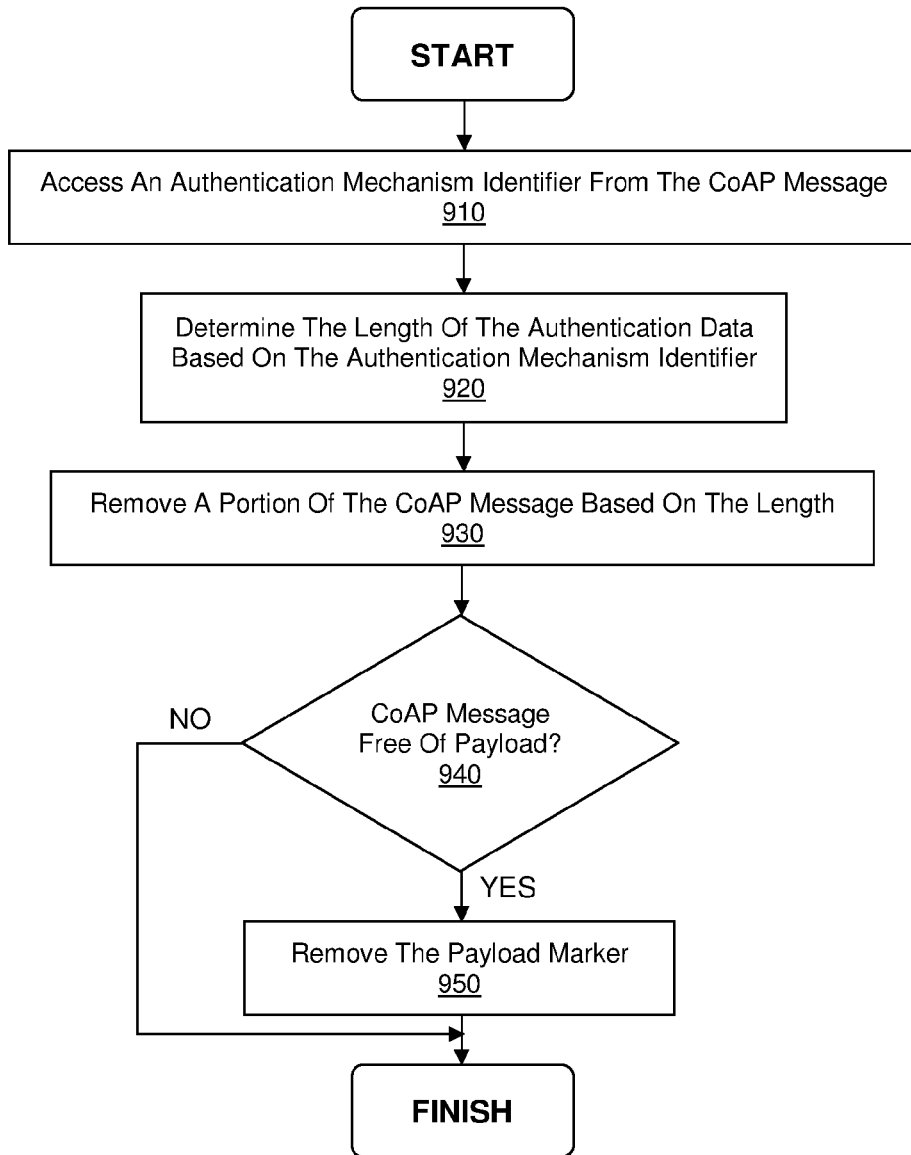 START
Access An Authentication Mechanism Identifier From The CoAP Message
910
Determine The Length Of The Authentication Data
Based On The Authentication Mechanism Identifier
920
Remove A Portion Of The CoAP Message Based On The Length
930
CoAP Message
Free Of Payload?
940
NO
YES
Remove The Payload Marker
950
FINISH